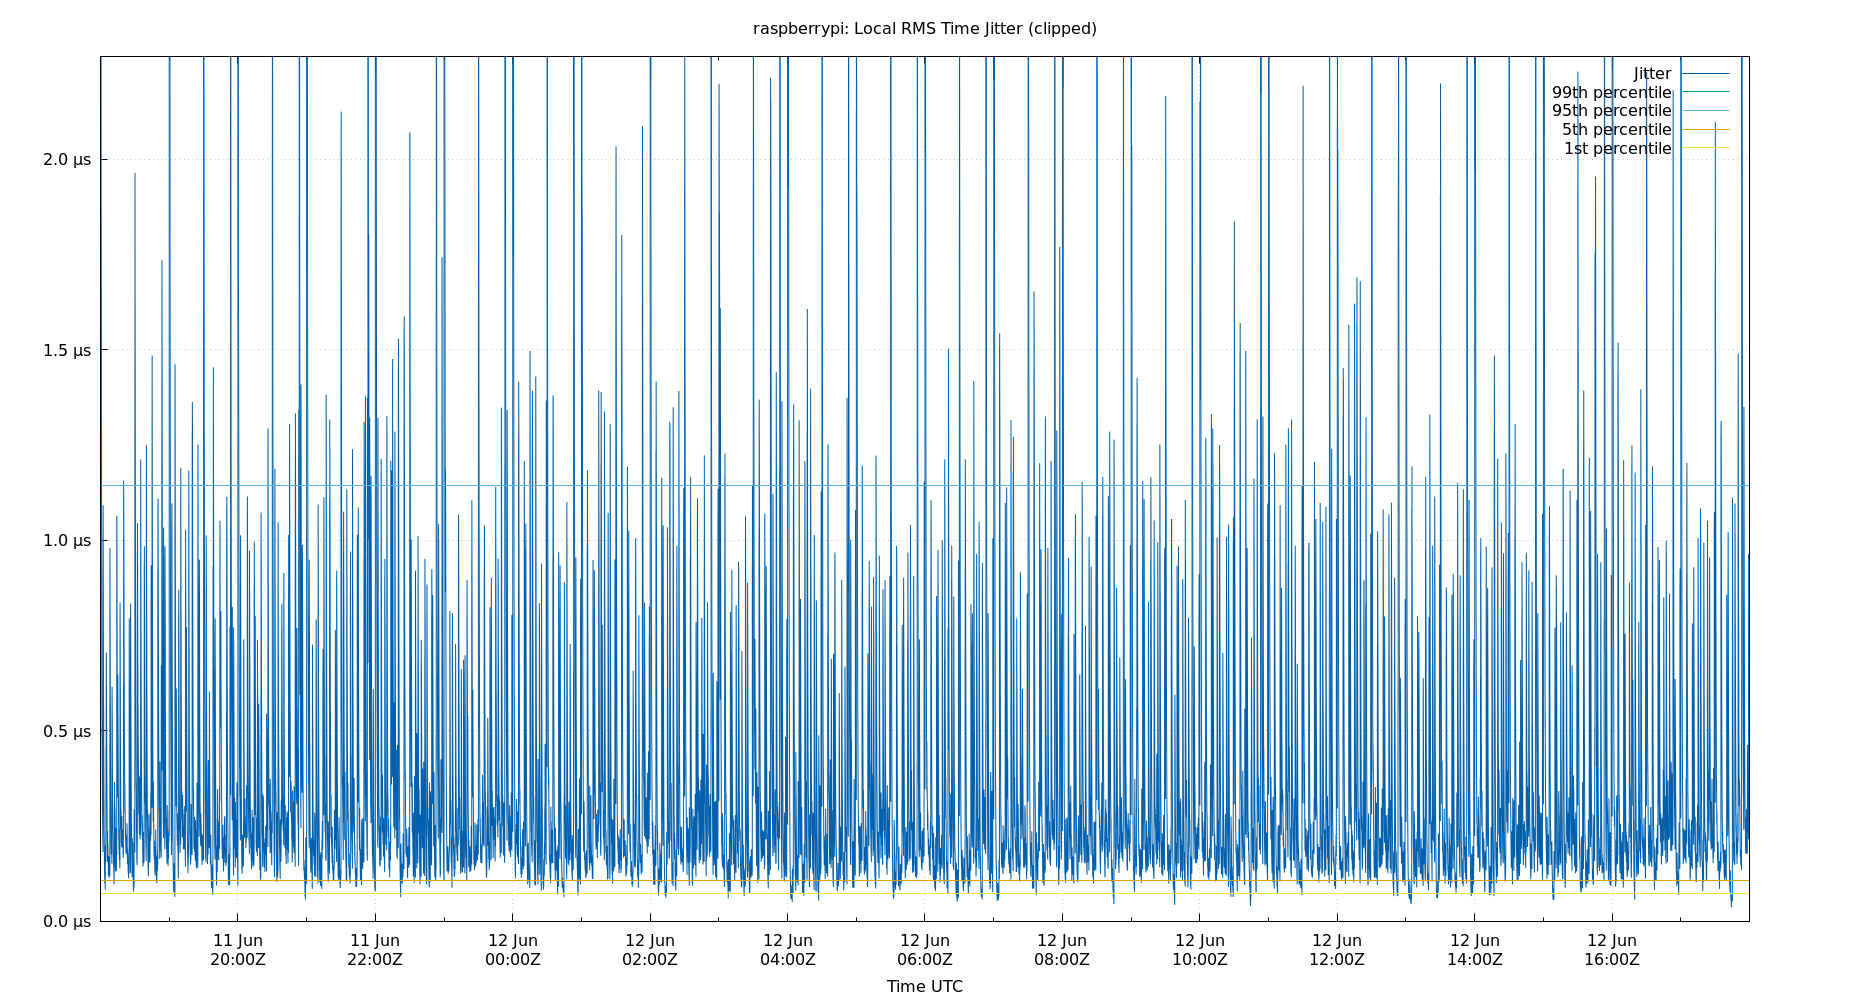 raspberrypi: Local RMS Time Jitter (clipped)
Jitter
99th percentile
95th percentile
5th percentile
1st percentile
2.0 µs
1.5 µs
1.0 µs
0.5 µs
0.0 µs
11 Jun 11 Jun 12 Jun 12 Jun 12 Jun 12 Jun 12 Jun 12 Jun 12 Jun 12 Jun 12 Jun
20:00Z 22:00Z 00:00Z 02:00Z 04:00Z 06:00Z 08:00Z 10:00Z 12:00Z 14:00Z 16:00Z
Time UTC